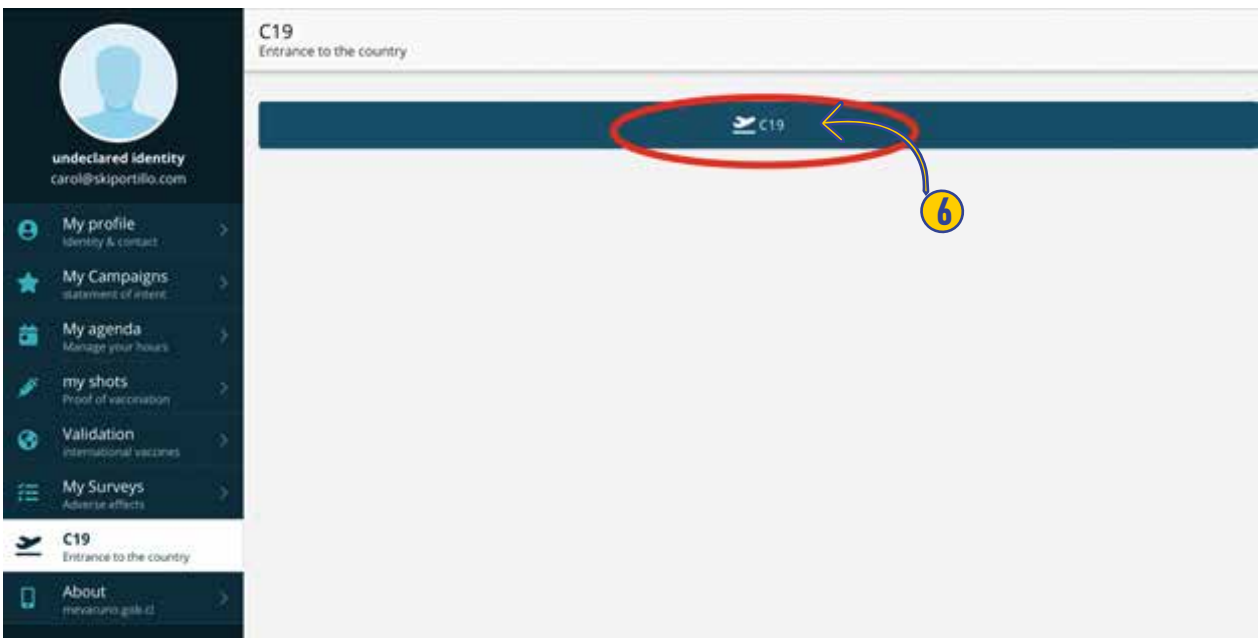 C19
Entrance to the country
C19
6
undeclared identity
carol@skiportillo.com
My profile
Identity & contact
My Campaigns
statement of intent
My agenda
Manage your hours
my shots
Proof of vaccination
Validation
international vaccines
My Surveys
Adverse effects
C19
Entrance to the country
About
mevacuno.gob.cl